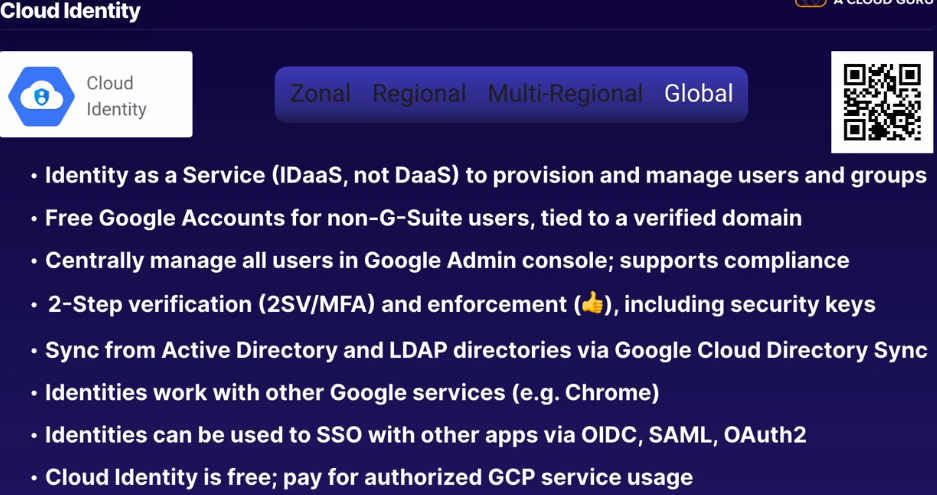 Cloud Identity
A CLOUD GURU
Cloud
Identity
Zonal Regional Multi-Regional Global
• Identity as a Service (IDaaS, not DaaS) to provision and manage users and groups
• Free Google Accounts for non-G-Suite users, tied to a verified domain
• Centrally manage all users in Google Admin console; supports compliance
• 2-Step verification (2SV/MFA) and enforcement (👍), including security keys
• Sync from Active Directory and LDAP directories via Google Cloud Directory Sync
• Identities work with other Google services (e.g. Chrome)
• Identities can be used to SSO with other apps via OIDC, SAML, OAuth2
• Cloud Identity is free; pay for authorized GCP service usage